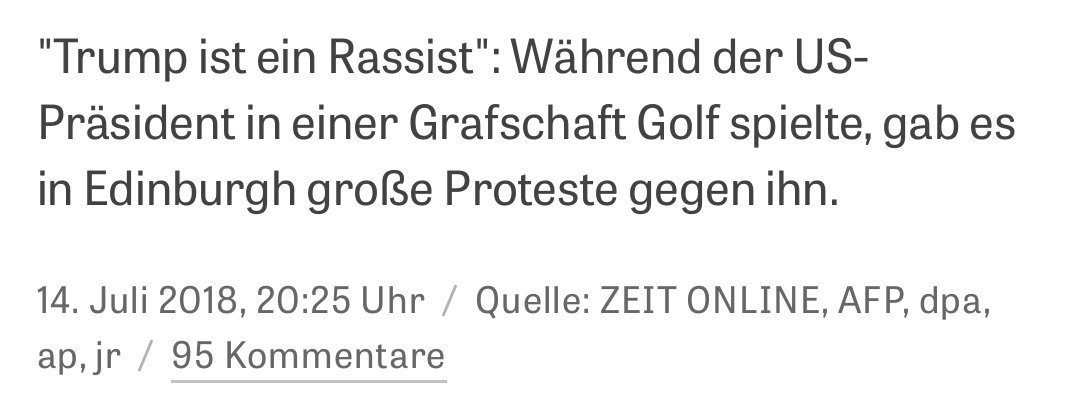 "Trump ist ein Rassist": Während der US-
Präsident in einer Grafschaft Golf spielte, gab es
in Edinburgh große Proteste gegen ihn.
14. Juli 2018, 20:25 Uhr / Quelle: ZEIT ONLINE, AFP, dpa,
ap, jr / 95 Kommentare